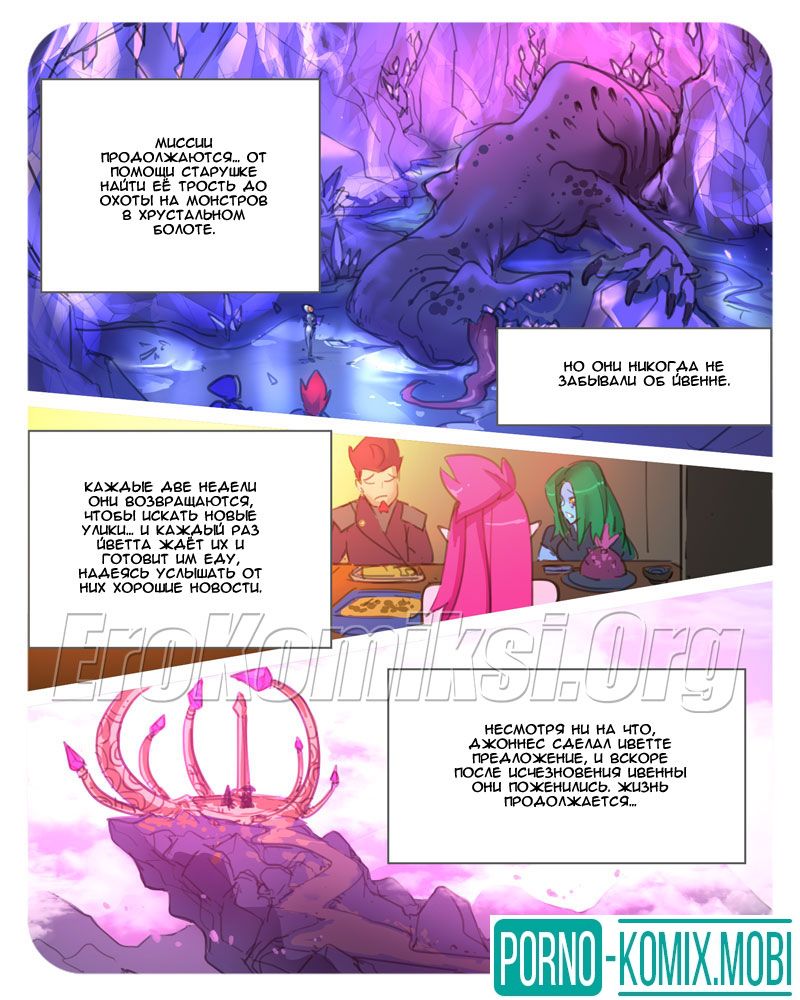 МИССИИ
ПРОДОЛЖАЮТСЯ... ОТ
ПОМОЩИ СТАРУШКЕ
НАЙТИ ЕЁ ТРОСТЬ ДО
ОХОТЫ НА МОНСТРОВ
В ХРУСТАЛЬНОМ
БОЛОТЕ.
НО ОНИ НИКОГДА НЕ
ЗАБЫВАЛИ ОБ ЙВЕННЕ.
КАЖДЫЕ ДВЕ НЕДЕЛИ
ОНИ ВОЗВРАЩАЮТСЯ,
ЧТОБЫ ИСКАТЬ НОВЫЕ
УЛИКИ... И КАЖДЫЙ РАЗ
ЙВЕТТА ЖДЁТ ИХ И
ГОТОВИТ ИМ ЕДУ,
НАДЕЯСЬ УСЛЫШАТЬ ОТ
НИХ ХОРОШИЕ НОВОСТИ.
EroKomiksi.Org
НЕСМОТРЯ НИ НА ЧТО,
ДЖОННЕС СДЕЛАЛ ИВЕТТЕ
ПРЕДЛОЖЕНИЕ, И ВСКОРЕ
ПОСЛЕ ИСЧЕЗНОВЕНИЯ ИВЕННЫ
ОНИ ПОЖЕНИЛИСЬ. ЖИЗНЬ
ПРОДОЛЖАЕТСЯ...
PORNO-KOMIX.MOBI